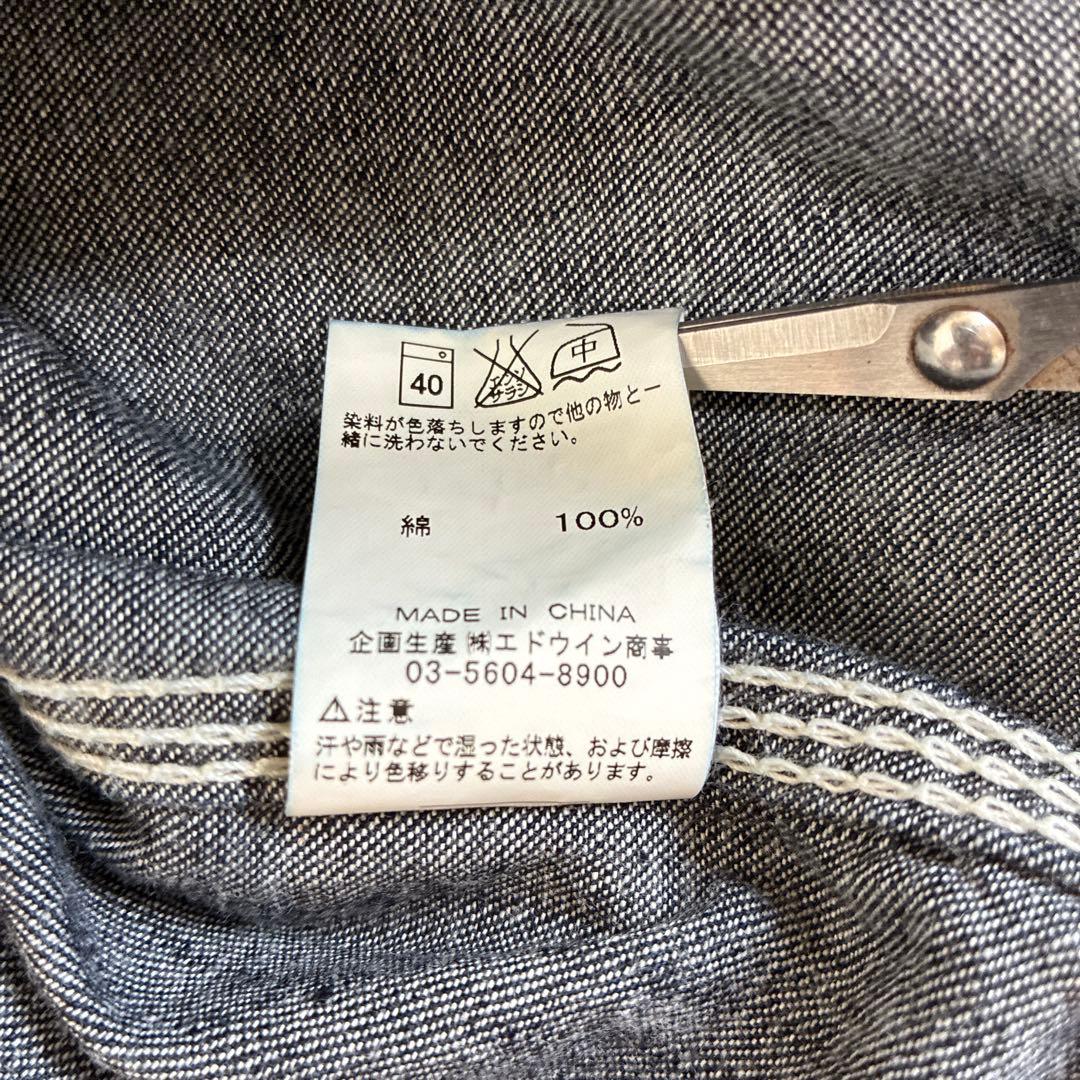 40
エンソ
サラシ
中
染料が色落ちしますので他の物と一
緒に洗わないでください。
綿 100%
MADE IN CHINA
企画生産 ㈱エドウイン商事
03-5604-8900
⚠注意
汗や雨などで湿った状態、および摩擦
により色移りすることがあります。